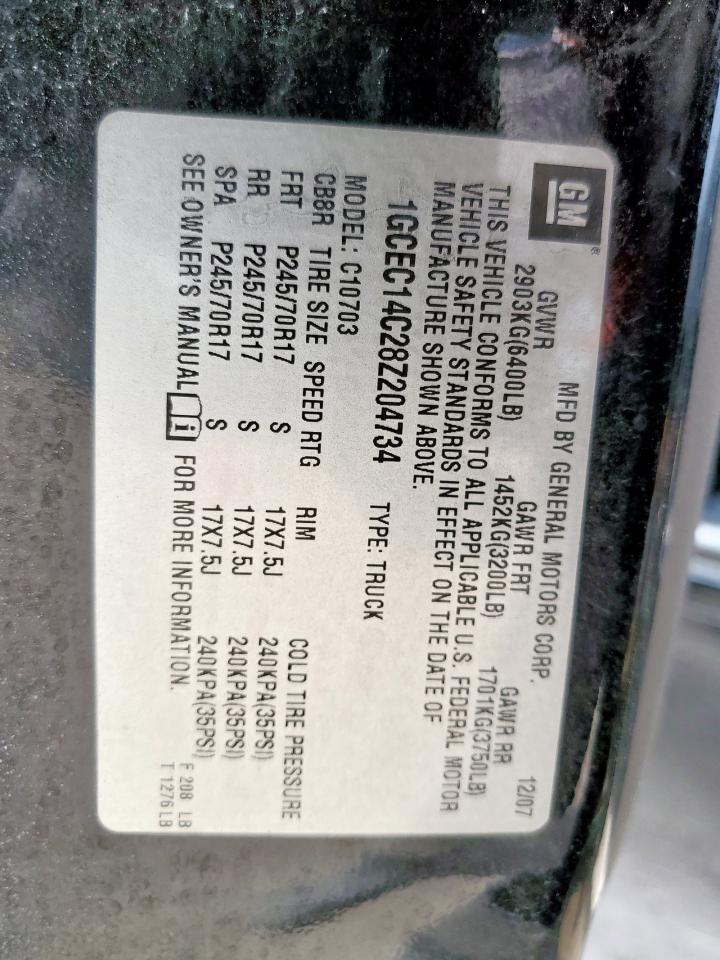 GM®
MFD BY GENERAL MOTORS CORP. 12/07
GVWR GAWR FRT GAWR RR
2903KG(6400LB) 1452KG(3200LB) 1701KG(3750LB)
THIS VEHICLE CONFORMS TO ALL APPLICABLE U.S. FEDERAL MOTOR
VEHICLE SAFETY STANDARDS IN EFFECT ON THE DATE OF
MANUFACTURE SHOWN ABOVE.
1GCEC14C28Z204734 TYPE: TRUCK
MODEL: C10703
CB8R TIRE SIZE SPEED RTG RIM COLD TIRE PRESSURE
FRT P245/70R17 S 17X7.5J 240KPA(35PSI)
RR P245/70R17 S 17X7.5J 240KPA(35PSI)
SPA P245/70R17 S 17X7.5J 240KPA(35PSI)
SEE OWNER'S MANUAL i FOR MORE INFORMATION.
F 208 LB
T 1276 LB